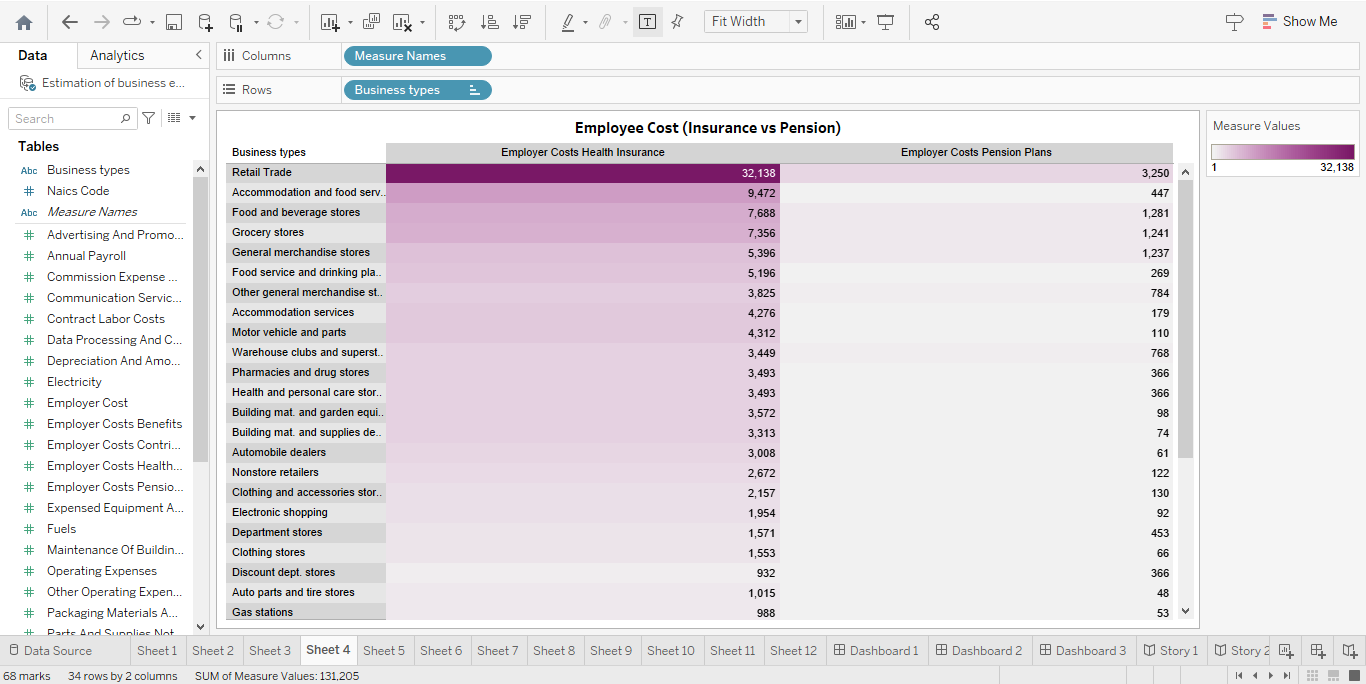 Fit Width
Show Me
Data
Analytics
Columns
Measure Names
Estimation of business e...
Rows
Business types
Search
Tables
Abc Business types
# Naics Code
Abc Measure Names
# Advertising And Promo...
# Annual Payroll
# Commission Expense ...
# Communication Servic...
# Contract Labor Costs
# Data Processing And C...
# Depreciation And Amo...
# Electricity
# Employer Cost
# Employer Costs Benefits
# Employer Costs Contri...
# Employer Costs Health...
# Employer Costs Pensio...
# Expensed Equipment A...
# Fuels
# Maintenance Of Buildin...
# Operating Expenses
# Other Operating Expen...
# Packaging Materials A...
# Parts And Supplies Not
Employee Cost (Insurance vs Pension)
Business types Employer Costs Health Insurance Employer Costs Pension Plans
Retail Trade 32,138 3,250
Accommodation and food serv.. 9,472 447
Food and beverage stores 7,688 1,281
Grocery stores 7,356 1,241
General merchandise stores 5,396 1,237
Food service and drinking pla.. 5,196 269
Other general merchandise st.. 3,825 784
Accommodation services 4,276 179
Motor vehicle and parts 4,312 110
Warehouse clubs and superst.. 3,449 768
Pharmacies and drug stores 3,493 366
Health and personal care stor.. 3,493 366
Building mat. and garden equi.. 3,572 98
Building mat. and supplies de.. 3,313 74
Automobile dealers 3,008 61
Nonstore retailers 2,672 122
Clothing and accessories stor.. 2,157 130
Electronic shopping 1,954 92
Department stores 1,571 453
Clothing stores 1,553 66
Discount dept. stores 932 366
Auto parts and tire stores 1,015 48
Gas stations 988 53
Measure Values
1 32,138
Data Source Sheet 1 Sheet 2 Sheet 3 Sheet 4 Sheet 5 Sheet 6 Sheet 7 Sheet 8 Sheet 9 Sheet 10 Sheet 11 Sheet 12 Dashboard 1 Dashboard 2 Dashboard 3 Story 1 Story 2
68 marks 34 rows by 2 columns SUM of Measure Values: 131,205